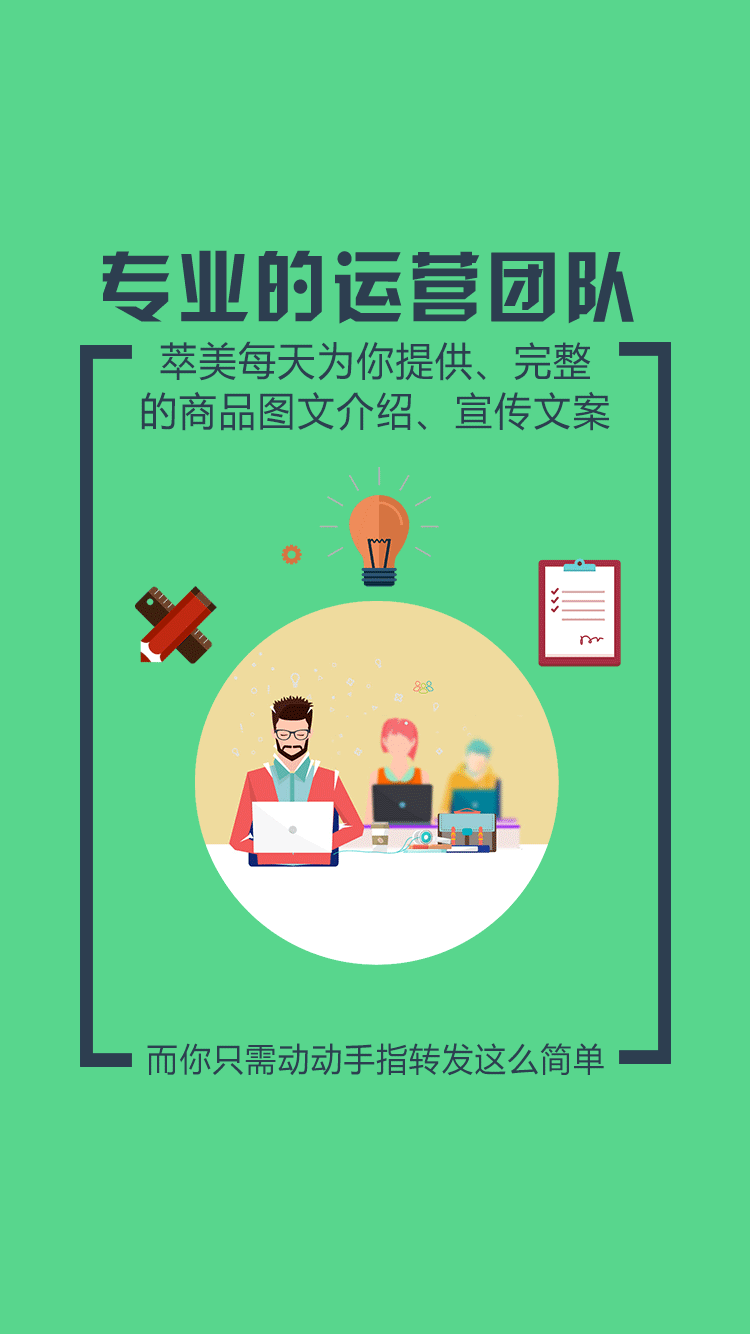 专业的运营团队
萃美每天为你提供、完整
的商品图文介绍、宣传文案
而你只需动动手指转发这么简单